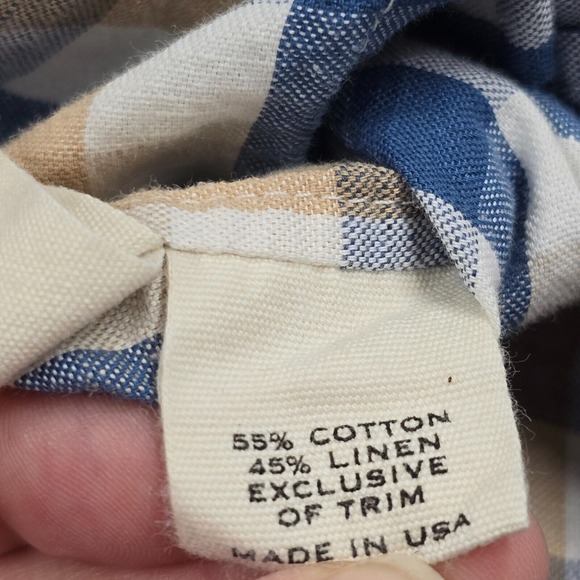 55% COTTON
45% LINEN
EXCLUSIVE
OF TRIM
MADE IN USA